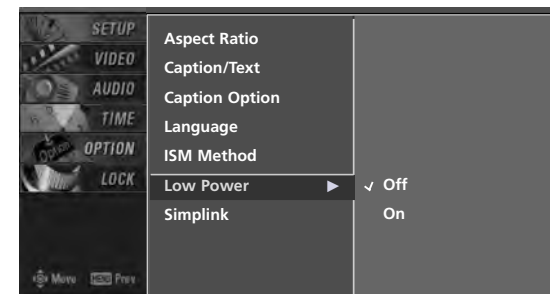 SETUP
VIDEO
AUDIO
TIME
OPTION
LOCK
Move MENU Prev
Aspect Ratio
Caption/Text
Caption Option
Language
ISM Method
Low Power ▶
Simplink
✓ Off
On